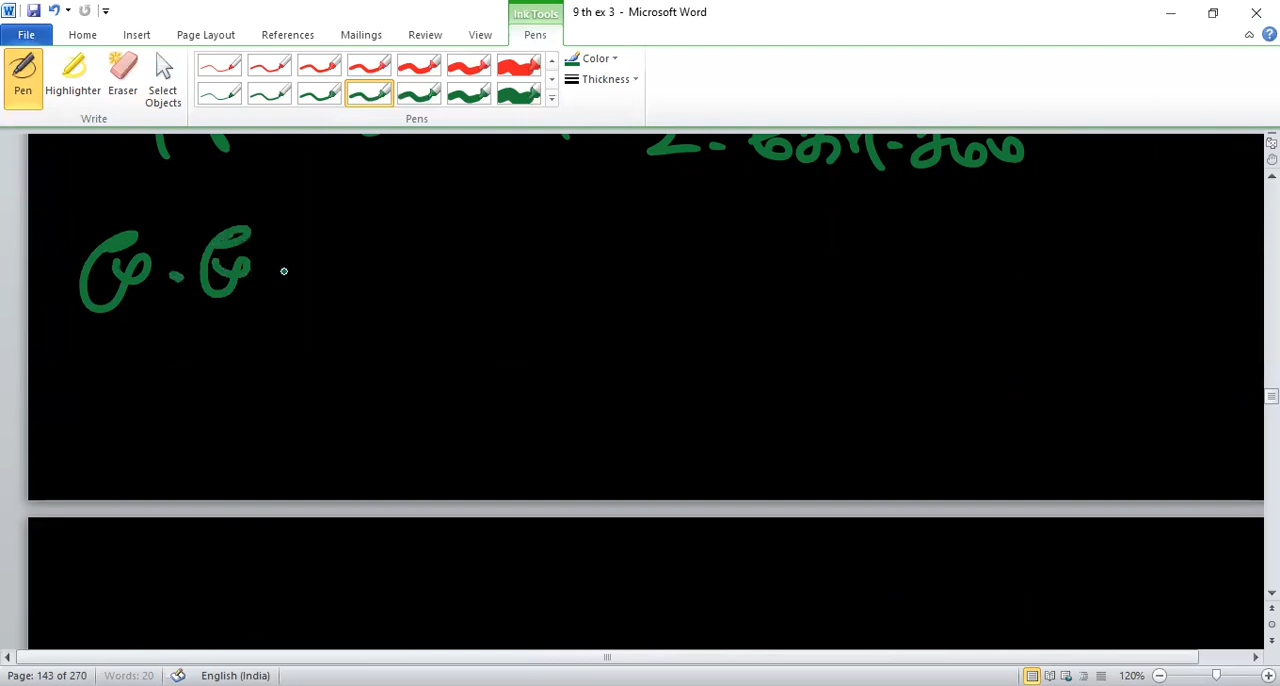 9 th ex 3 - Microsoft Word
Ink Tools
File Home Insert Page Layout References Mailings Review View Pens
Pen Highlighter Eraser Select Objects
Color
Thickness
Write Pens
2.
Page: 143 of 270 Words: 20 English (India) 120%